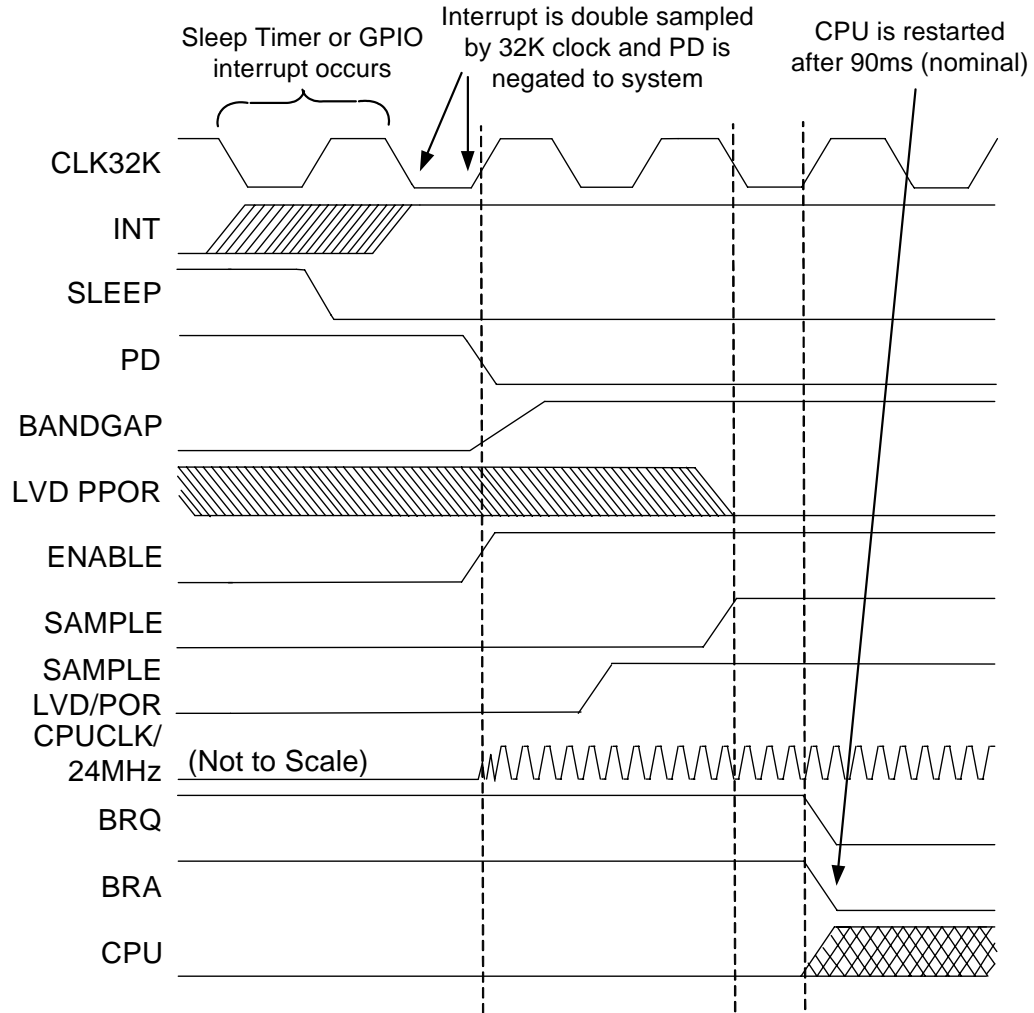 Sleep Timer or GPIO
interrupt occurs
Interrupt is double sampled
by 32K clock and PD is
negated to system
CPU is restarted
after 90ms (nominal)
CLK32K
INT
SLEEP
PD
BANDGAP
LVD PPOR
ENABLE
SAMPLE
SAMPLE
LVD/POR
CPUCLK/
24MHz
(Not to Scale)
BRQ
BRA
CPU